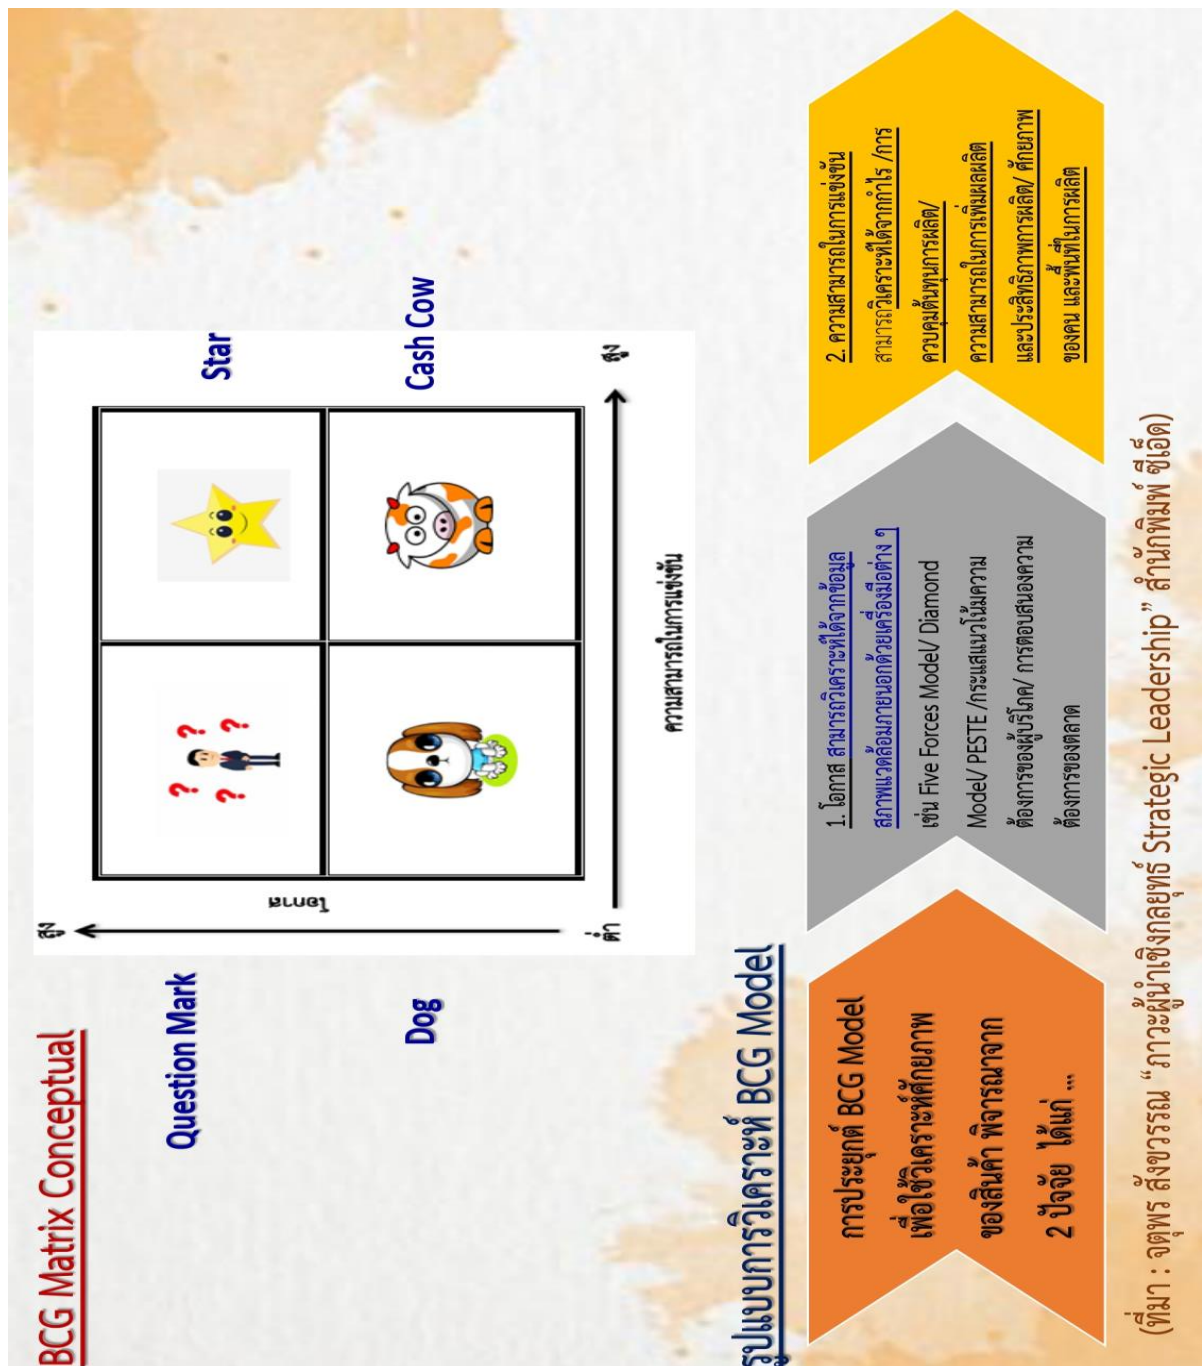 BCG Matrix Conceptual
Question Mark
Star
Dog
Cash Cow
สูง
โอกาส
ต่ำ
ความสามารถในการแข่งขัน
สูง
?
?
?
?
รูปแบบการวิเคราะห์ BCG Model
การประยุกต์ BCG Model
เพื่อใช้วิเคราะห์ศักยภาพ
ของสินค้า พิจารณาจาก
2 ปัจจัย ได้แก่ ...
1. โอกาส สามารถวิเคราะห์ได้จากข้อมูล
สภาพแวดล้อมภายนอกด้วยเครื่องมือต่าง ๆ
เช่น Five Forces Model/ Diamond
Model/ PESTE /กระแสแนวโน้มความ
ต้องการของผู้บริโภค/ การตอบสนองความ
ต้องการของตลาด
2. ความสามารถในการแข่งขัน
สามารถวิเคราะห์ได้จากกำไร /การ
ควบคุมต้นทุนการผลิต/
ความสามารถในการเพิ่มผลผลิต
และประสิทธิภาพการผลิต/ ศักยภาพ
ของคน และพื้นที่ในการผลิต
(ที่มา : จตุพร สังขวรรณ “ภาวะผู้นำเชิงกลยุทธ์ Strategic Leadership” สำนักพิมพ์ ซีเอ็ด)